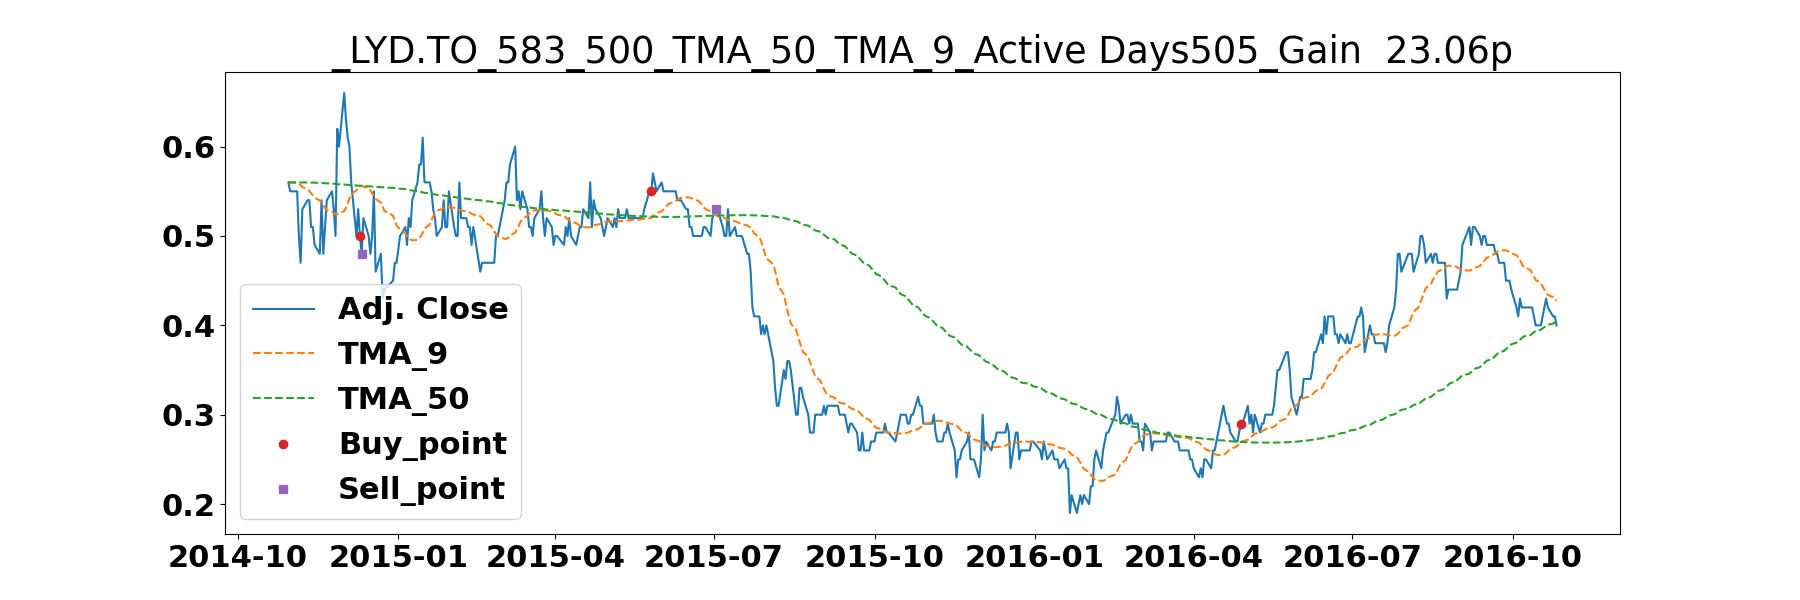 _LYD.TO_583_500_TMA_50_TMA_9_Active Days505_Gain  23.06p
0.6
0.5
0.4
0.3
0.2
Adj. Close
TMA_9
TMA_50
Buy_point
Sell_point
2014-10 2015-01 2015-04 2015-07 2015-10 2016-01 2016-04 2016-07 2016-10